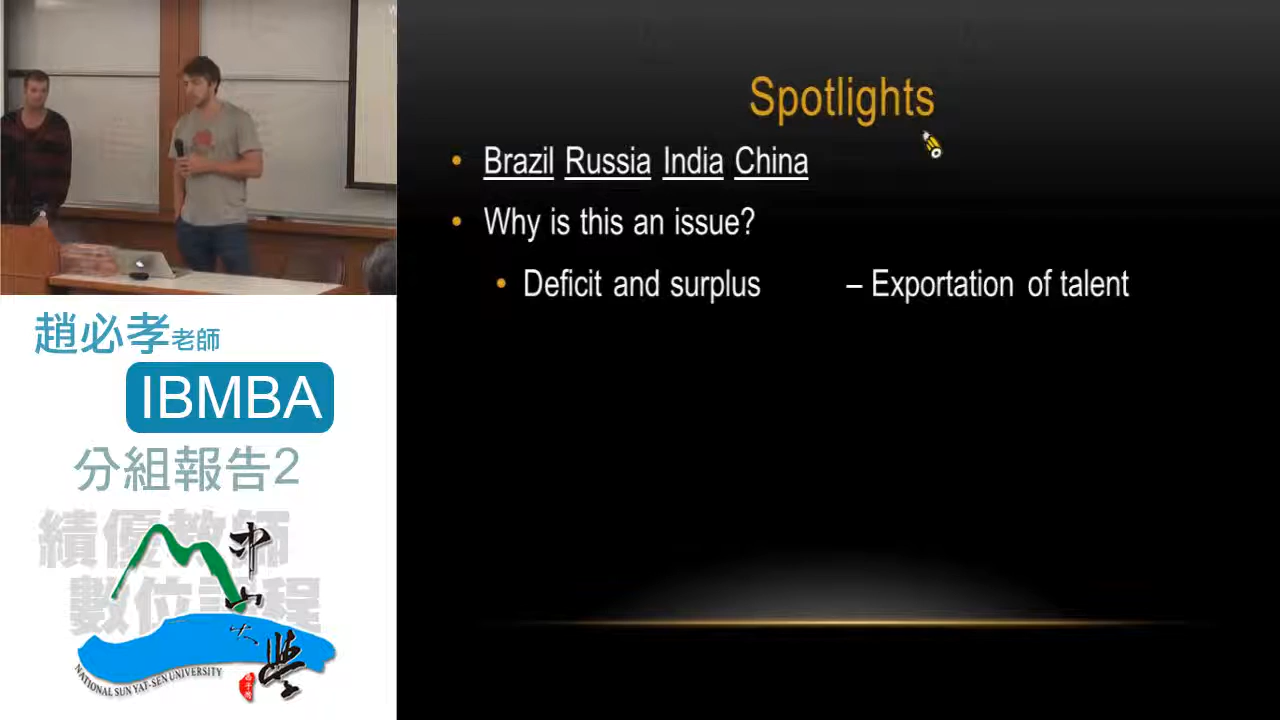 Spotlights
• Brazil Russia India China
• Why is this an issue?
• Deficit and surplus – Exportation of talent
趙必孝老師
IBMBA
分組報告2
績優教師
數位課程
中山大學
NATIONAL SUN YAT-SEN UNIVERSITY